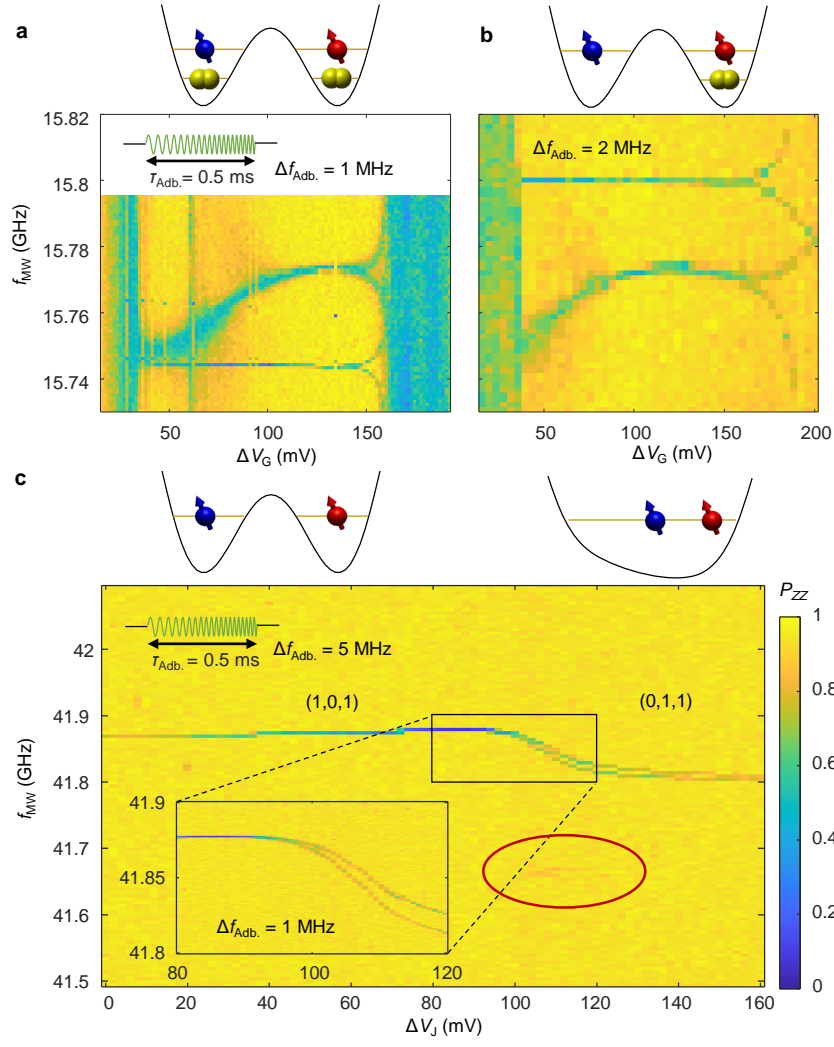 a
b
15.82
15.8
15.78
15.76
15.74
f_MW (GHz)
τ_Adb. = 0.5 ms
Δf_Adb. = 1 MHz
50
100
150
ΔV_G (mV)
Δf_Adb. = 2 MHz
50
100
150
200
ΔV_G (mV)
c
P_ZZ
1
0.8
0.6
0.4
0.2
0
42
41.9
41.8
41.7
41.6
41.5
f_MW (GHz)
τ_Adb. = 0.5 ms
Δf_Adb. = 5 MHz
(1,0,1)
(0,1,1)
41.9
41.85
41.8
Δf_Adb. = 1 MHz
80
100
120
0
20
40
60
80
100
120
140
160
ΔV_J (mV)